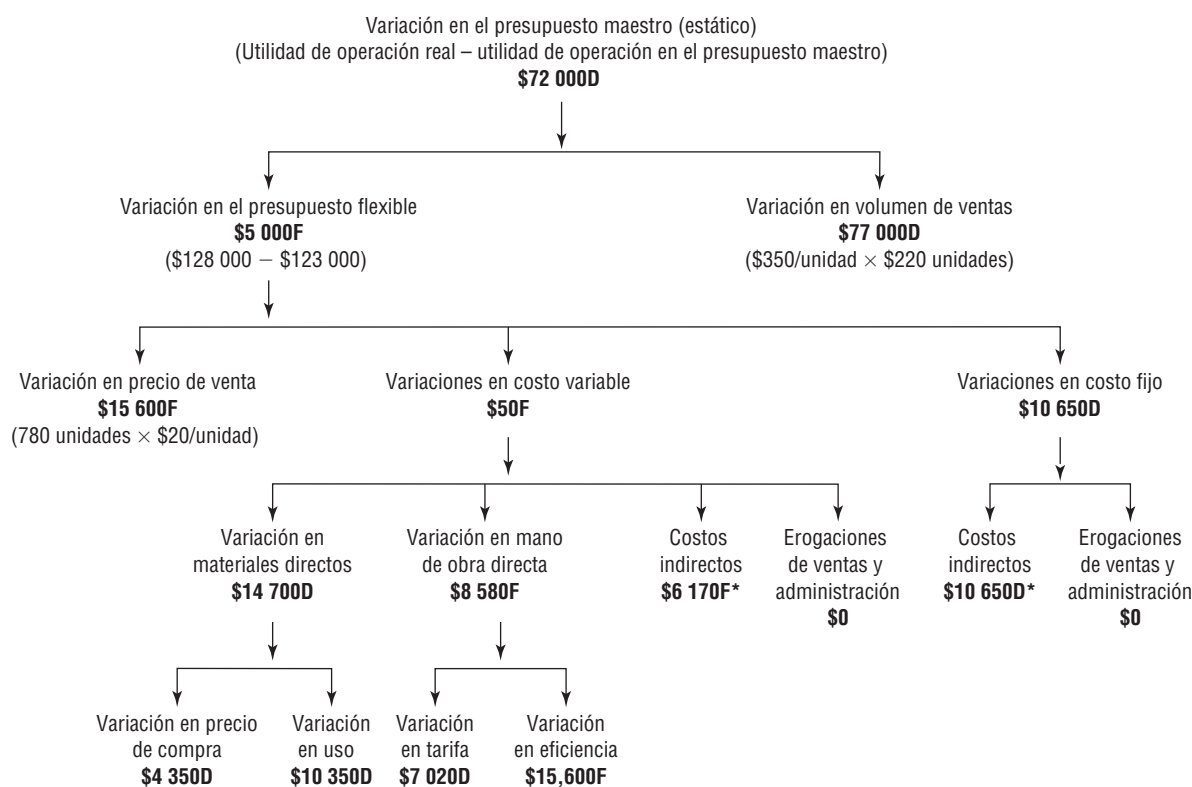 Variación en el presupuesto maestro (estático)
(Utilidad de operación real – utilidad de operación en el presupuesto maestro)
$72 000D
Variación en el presupuesto flexible
$5 000F
($128 000 − $123 000)
Variación en volumen de ventas
$77 000D
($350/unidad × $220 unidades)
Variación en precio de venta
$15 600F
(780 unidades × $20/unidad)
Variaciones en costo variable
$50F
Variaciones en costo fijo
$10 650D
Variación en
materiales directos
$14 700D
Variación en mano
de obra directa
$8 580F
Costos
indirectos
$6 170F*
Erogaciones
de ventas y
administración
$0
Costos
indirectos
$10 650D*
Erogaciones
de ventas y
administración
$0
Variación en precio
de compra
$4 350D
Variación
en uso
$10 350D
Variación
en tarifa
$7 020D
Variación
en eficiencia
$15,600F